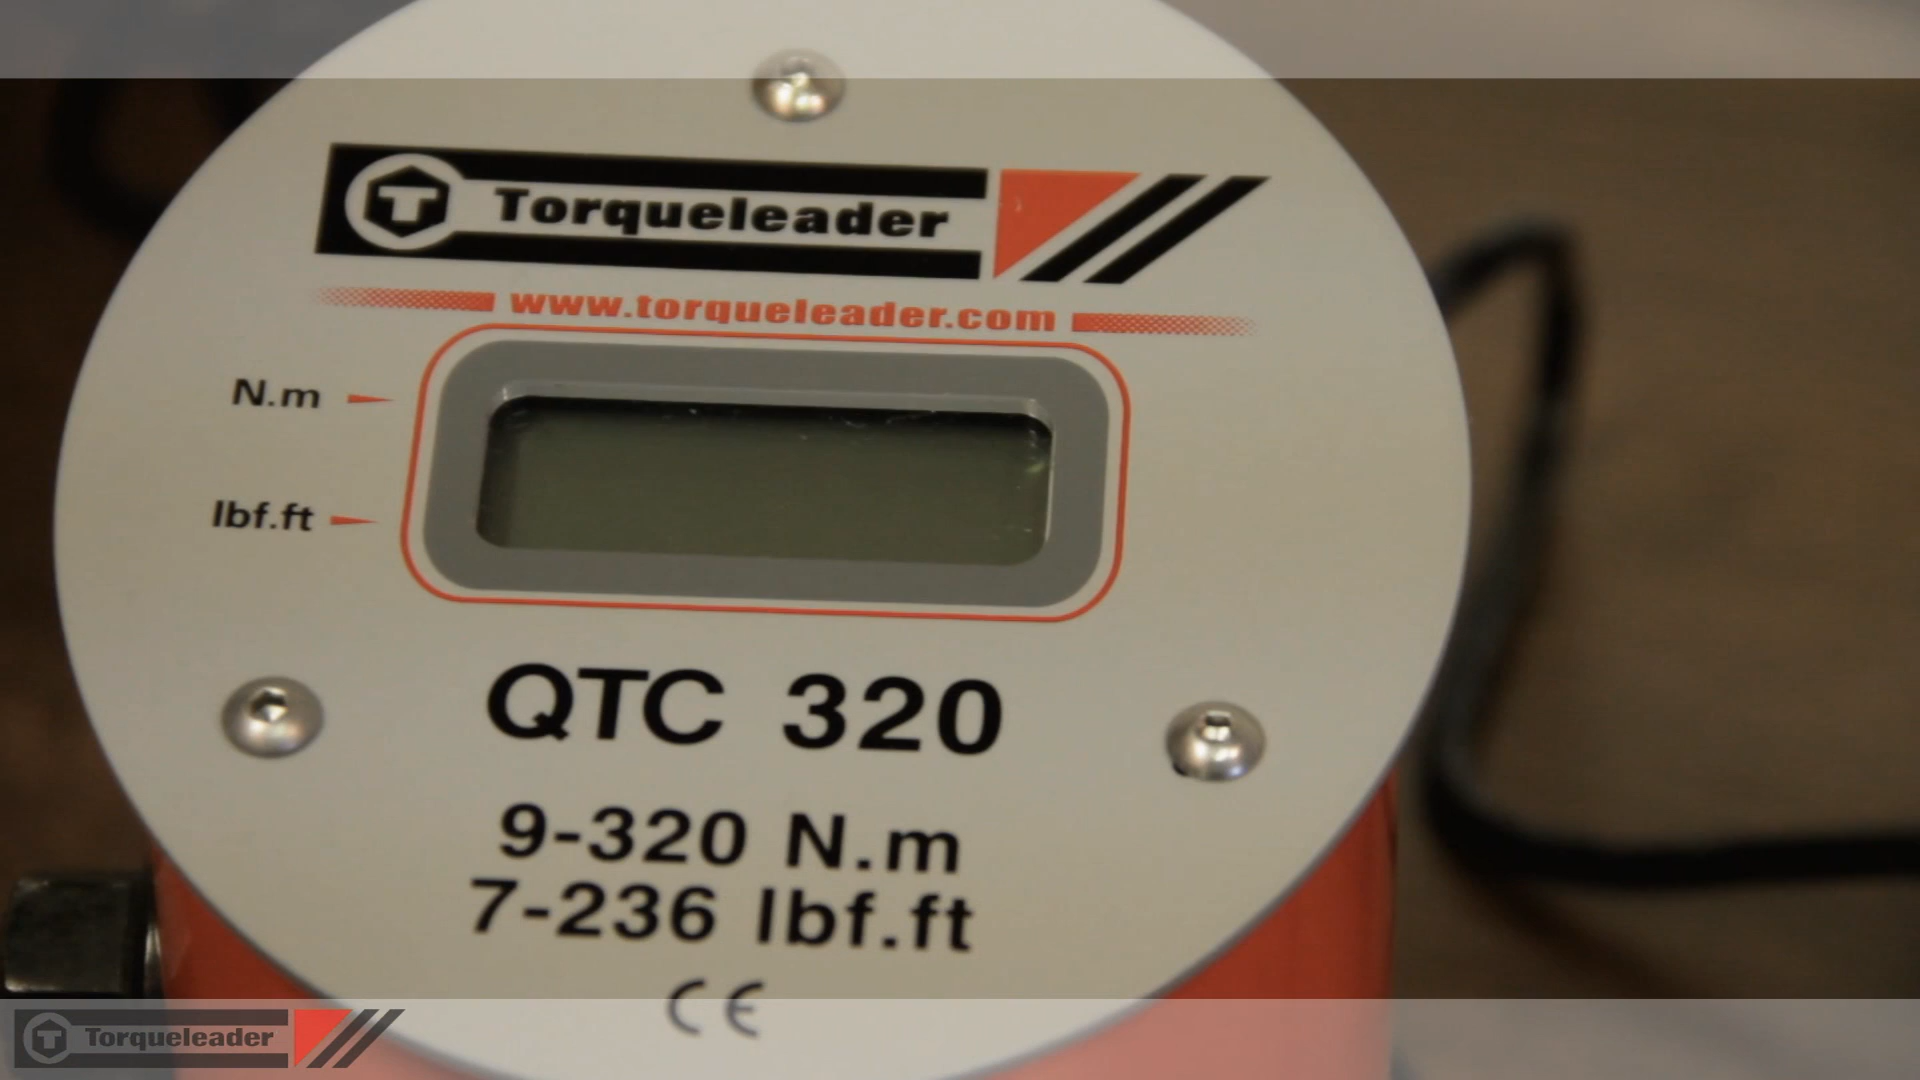 Torqueleader
www.torqueleader.com
N.m
lbf.ft
QTC 320
9-320 N.m
7-236 lbf.ft
CE
Torqueleader